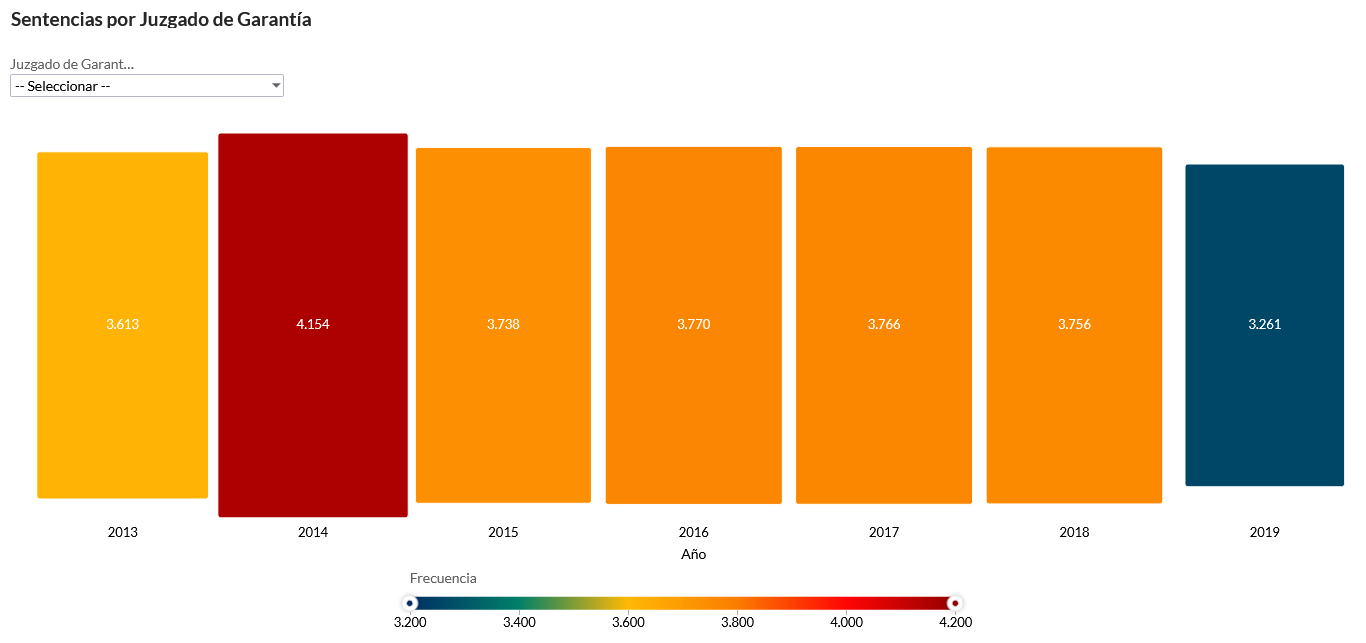 Sentencias por Juzgado de Garantía
Juzgado de Garant...
-- Seleccionar --
3.613 4.154 3.738 3.770 3.766 3.756 3.261
2013 2014 2015 2016 2017 2018 2019
Año
Frecuencia
3.200 3.400 3.600 3.800 4.000 4.200